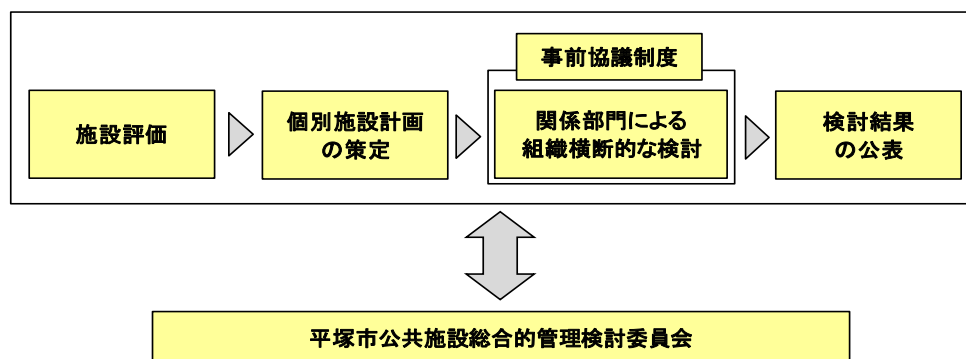 事前協議制度
施設評価
個別施設計画
の策定
関係部門による
組織横断的な検討
検討結果
の公表
平塚市公共施設総合的管理検討委員会